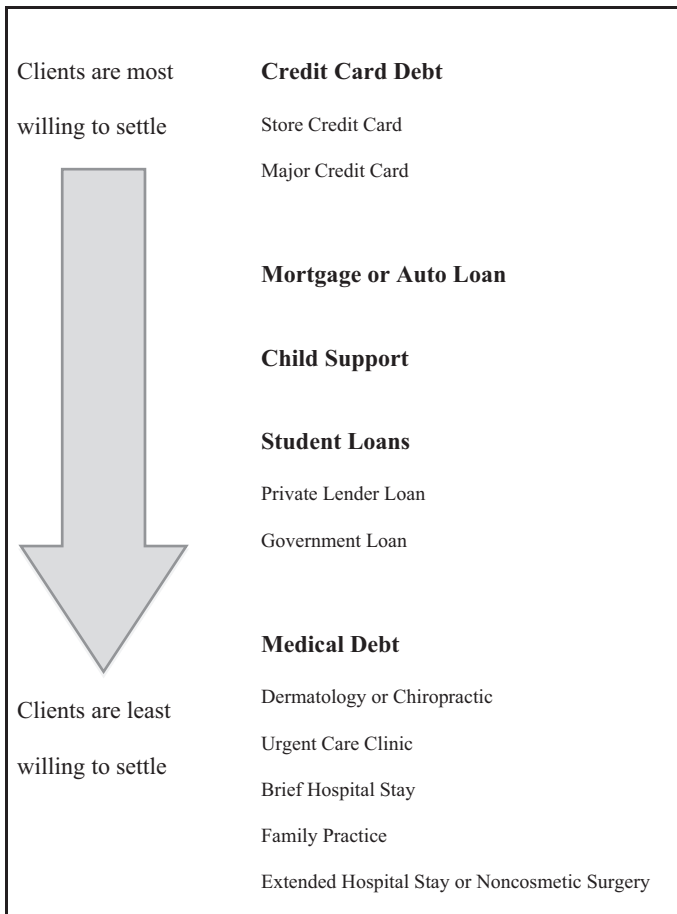 Clients are most
willing to settle
Credit Card Debt
Store Credit Card
Major Credit Card
Mortgage or Auto Loan
Child Support
Student Loans
Private Lender Loan
Government Loan
Medical Debt
Dermatology or Chiropractic
Urgent Care Clinic
Brief Hospital Stay
Family Practice
Extended Hospital Stay or Noncosmetic Surgery
Clients are least
willing to settle